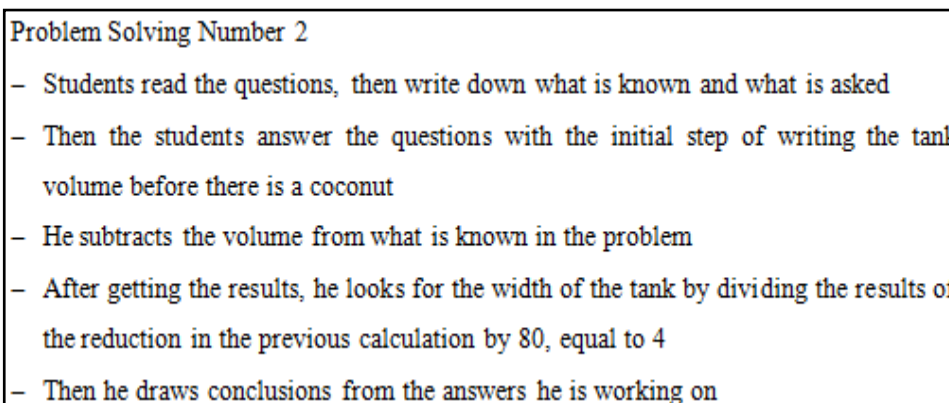 Problem Solving Number 2
– Students read the questions, then write down what is known and what is asked
– Then the students answer the questions with the initial step of writing the tank
volume before there is a coconut
– He subtracts the volume from what is known in the problem
– After getting the results, he looks for the width of the tank by dividing the results of
the reduction in the previous calculation by 80, equal to 4
– Then he draws conclusions from the answers he is working on